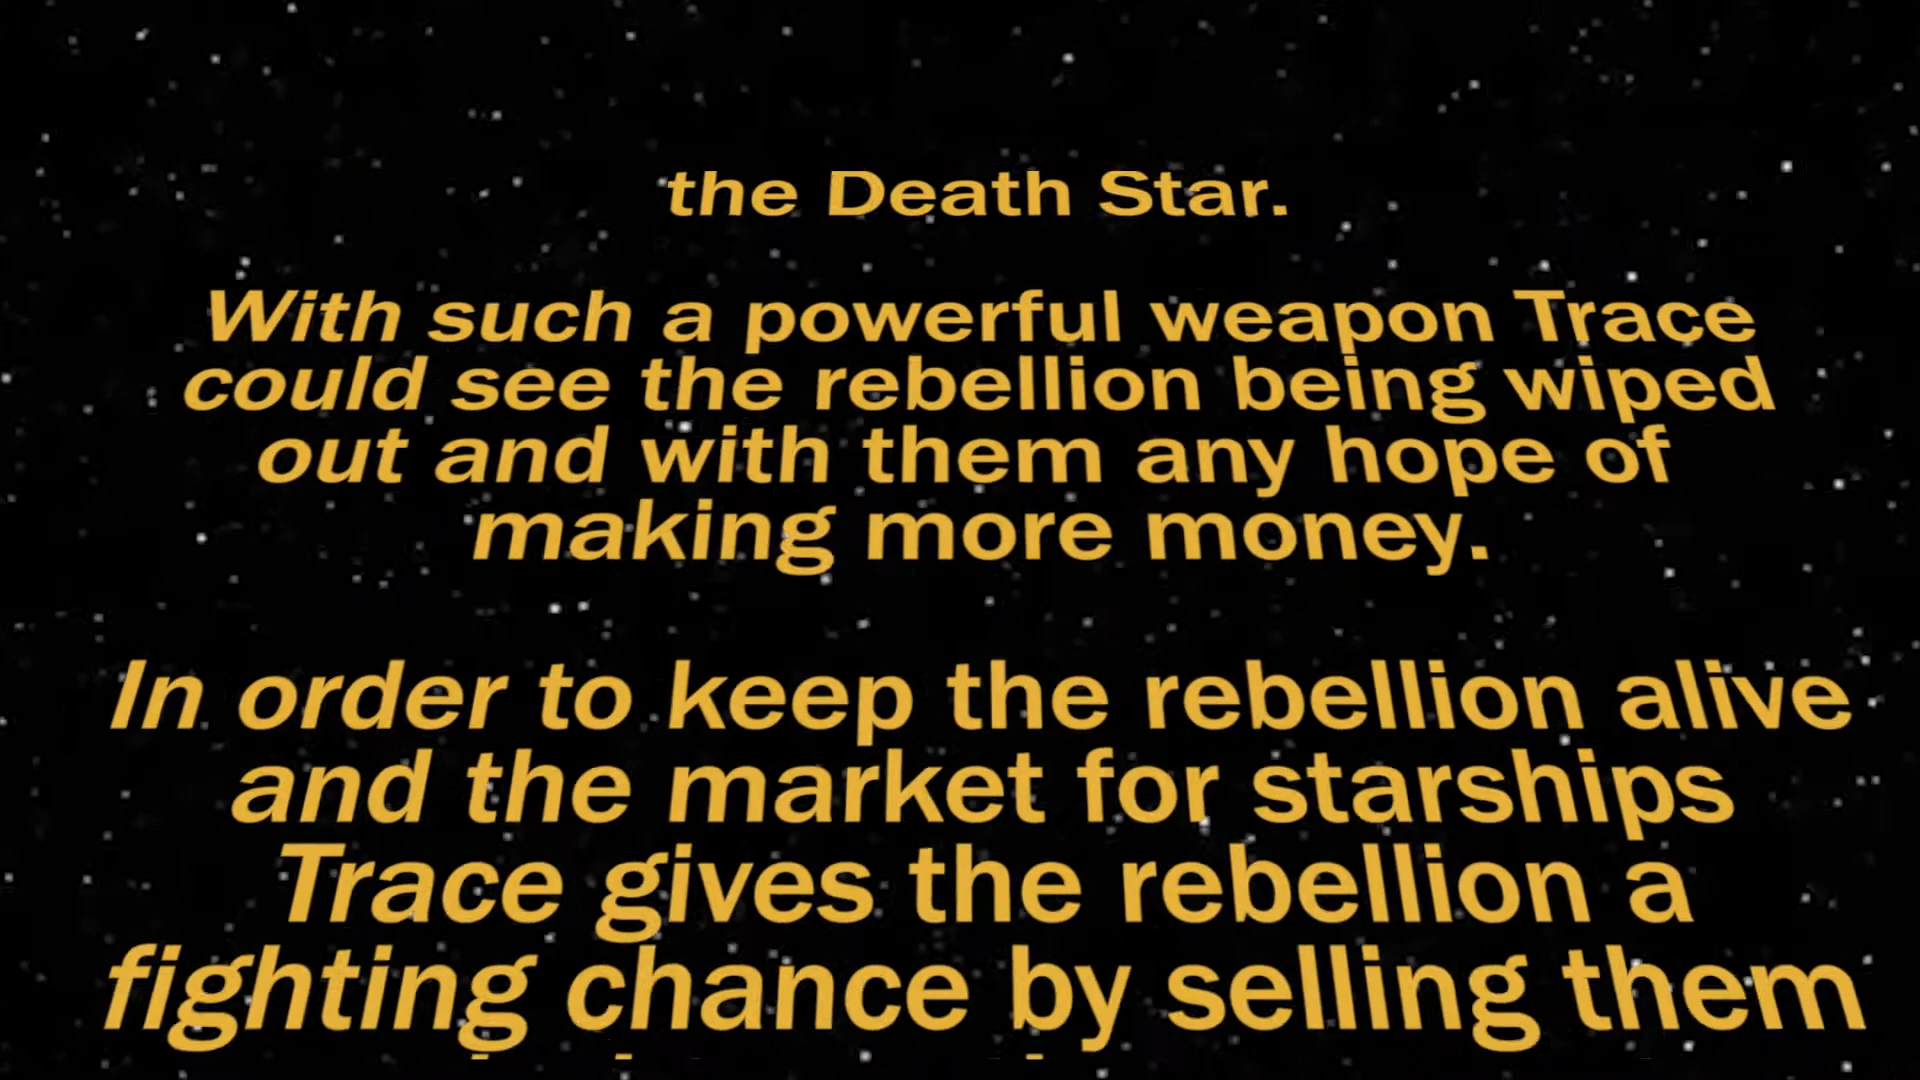 the Death Star.
With such a powerful weapon Trace
could see the rebellion being wiped
out and with them any hope of
making more money.
In order to keep the rebellion alive
and the market for starships
Trace gives the rebellion a
fighting chance by selling them